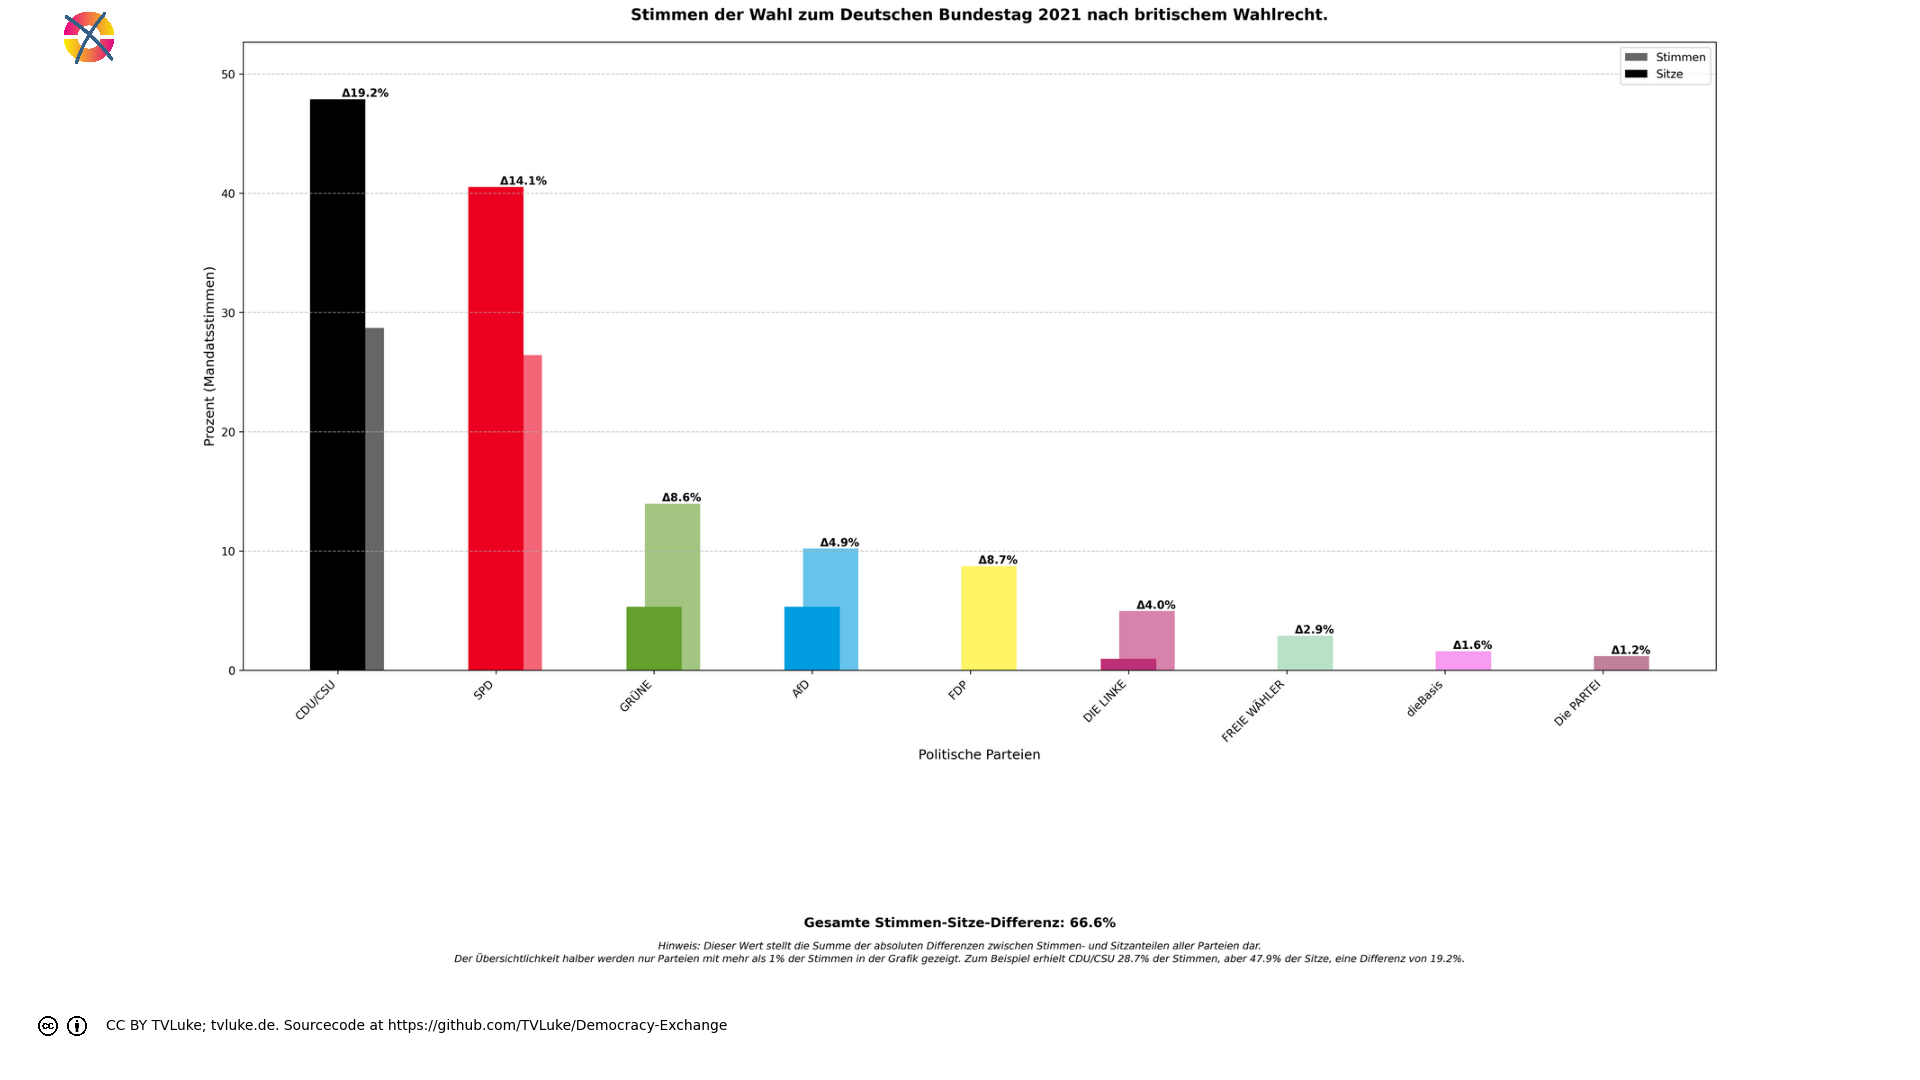 Stimmen der Wahl zum Deutschen Bundestag 2021 nach britischem Wahlrecht.
Stimmen
Sitze
Prozent (Mandatsstimmen)
50
40
30
20
10
0
Δ19.2%
Δ14.1%
Δ8.6%
Δ4.9%
Δ8.7%
Δ4.0%
Δ2.9%
Δ1.6%
Δ1.2%
CDU/CSU
SPD
GRÜNE
AfD
FDP
DIE LINKE
FREIE WÄHLER
dieBasis
Die PARTEI
Politische Parteien
Gesamte Stimmen-Sitze-Differenz: 66.6%
Hinweis: Dieser Wert stellt die Summe der absoluten Differenzen zwischen Stimmen- und Sitzanteilen aller Parteien dar.
Der Übersichtlichkeit halber werden nur Parteien mit mehr als 1% der Stimmen in der Grafik gezeigt. Zum Beispiel erhielt CDU/CSU 28.7% der Stimmen, aber 47.9% der Sitze, eine Differenz von 19.2%.
cc
CC BY TVLuke; tvluke.de. Sourcecode at https://github.com/TVLuke/Democracy-Exchange